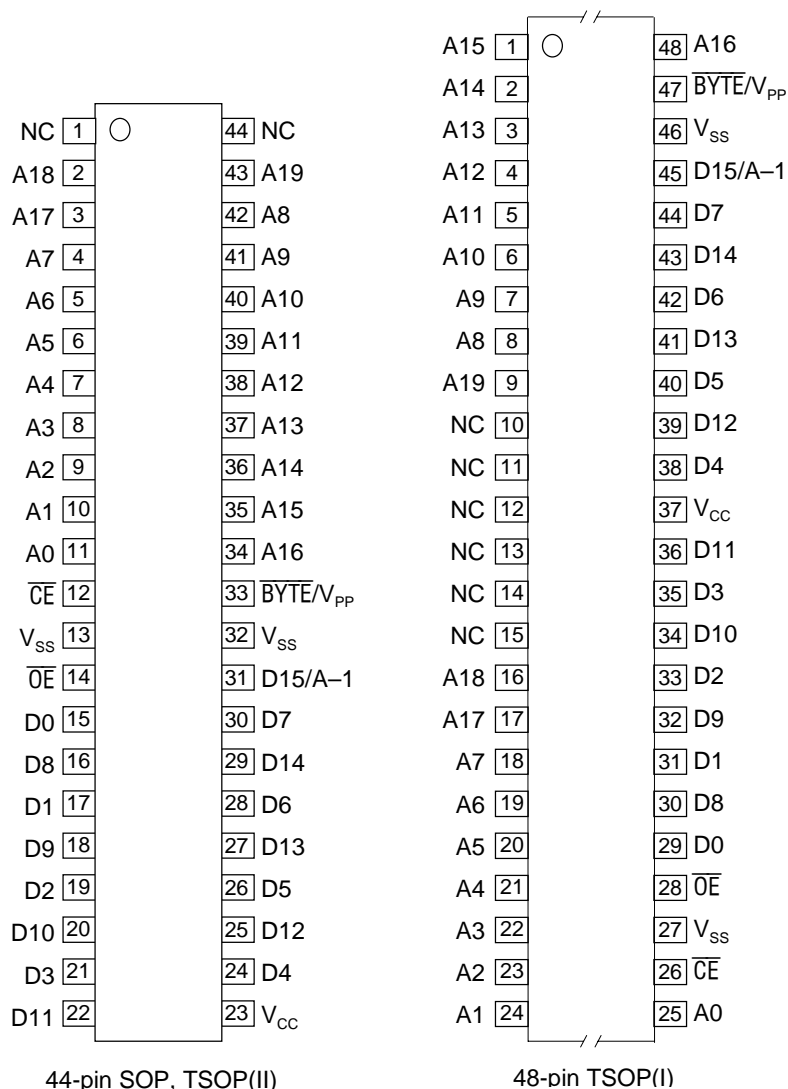 NC 1 44 NC
A18 2 43 A19
A17 3 42 A8
A7 4 41 A9
A6 5 40 A10
A5 6 39 A11
A4 7 38 A12
A3 8 37 A13
A2 9 36 A14
A1 10 35 A15
A0 11 34 A16
CE 12 33 BYTE/VPP
VSS 13 32 VSS
OE 14 31 D15/A–1
D0 15 30 D7
D8 16 29 D14
D1 17 28 D6
D9 18 27 D13
D2 19 26 D5
D10 20 25 D12
D3 21 24 D4
D11 22 23 VCC
44-pin SOP, TSOP(II)
A15 1 48 A16
A14 2 47 BYTE/VPP
A13 3 46 VSS
A12 4 45 D15/A–1
A11 5 44 D7
A10 6 43 D14
A9 7 42 D6
A8 8 41 D13
A19 9 40 D5
NC 10 39 D12
NC 11 38 D4
NC 12 37 VCC
NC 13 36 D11
NC 14 35 D3
NC 15 34 D10
A18 16 33 D2
A17 17 32 D9
A7 18 31 D1
A6 19 30 D8
A5 20 29 D0
A4 21 28 OE
A3 22 27 VSS
A2 23 26 CE
A1 24 25 A0
48-pin TSOP(I)